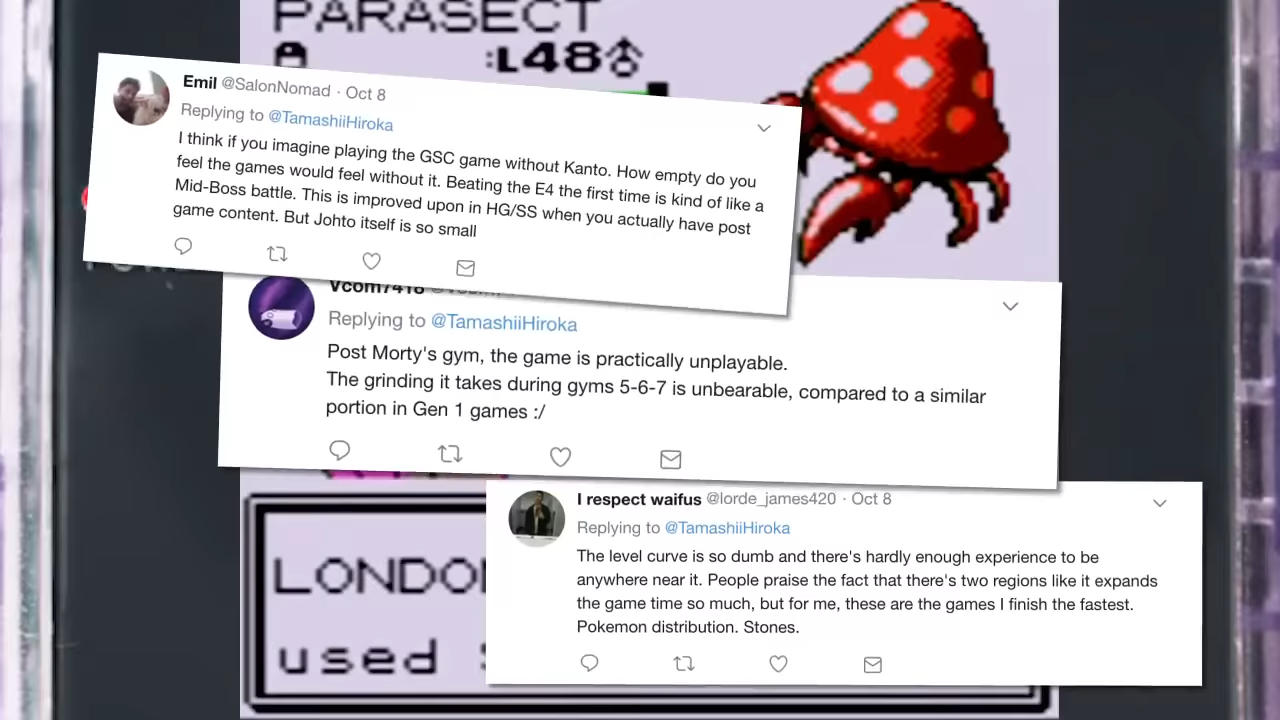 PARASECT
:L48♂
Emil @SalonNomad · Oct 8
Replying to @TamashiiHiroka
I think if you imagine playing the GSC game without Kanto. How empty do you
feel the games would feel without it. Beating the E4 the first time is kind of like a
Mid-Boss battle. This is improved upon in HG/SS when you actually have post
game content. But Johto itself is so small
Replying to @TamashiiHiroka
Post Morty's gym, the game is practically unplayable.
The grinding it takes during gyms 5-6-7 is unbearable, compared to a similar
portion in Gen 1 games :/
I respect waifus @lorde_james420 · Oct 8
Replying to @TamashiiHiroka
The level curve is so dumb and there's hardly enough experience to be
anywhere near it. People praise the fact that there's two regions like it expands
the game time so much, but for me, these are the games I finish the fastest.
Pokemon distribution. Stones.
LONDO
used